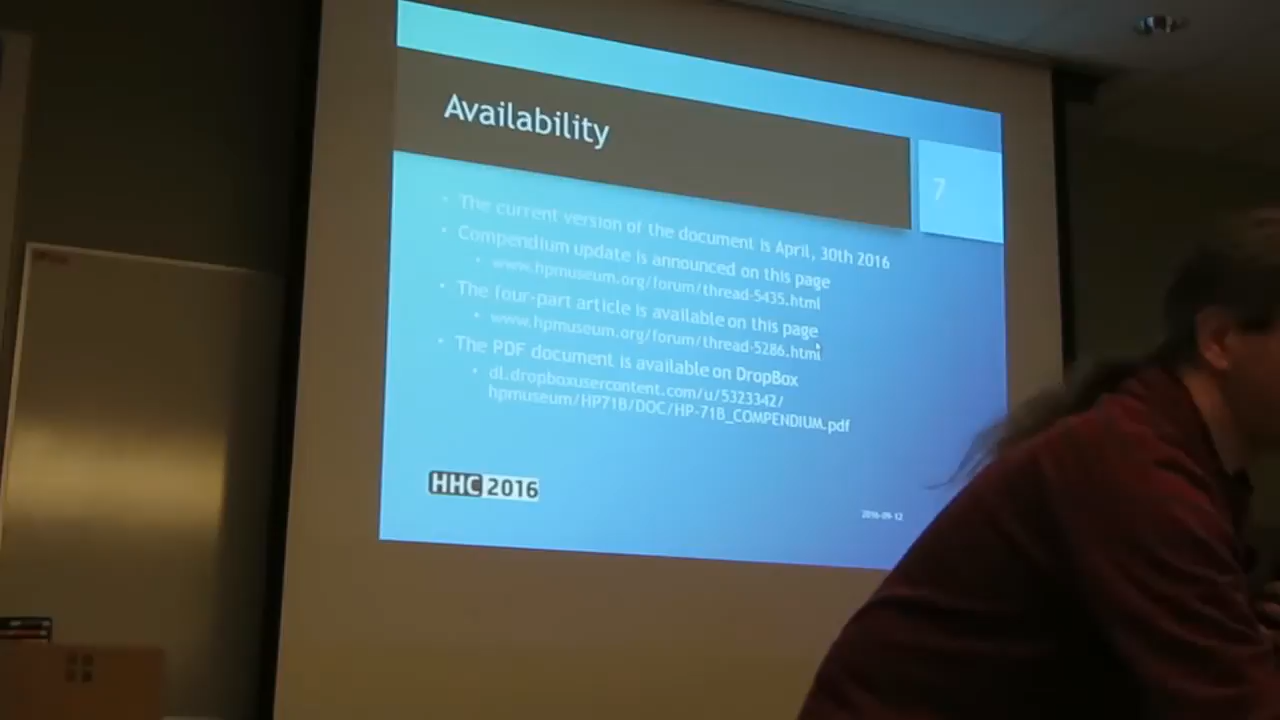 Availability
7
• The current version of the document is April, 30th 2016
• Compendium update is announced on this page
• www.hpmuseum.org/forum/thread-5435.html
• The four-part article is available on this page
• www.hpmuseum.org/forum/thread-5286.html
• The PDF document is available on DropBox
• dl.dropboxusercontent.com/u/5323342/
hpmuseum/HP71B/DOC/HP-71B_COMPENDIUM.pdf
HHC 2016
2016-09-12